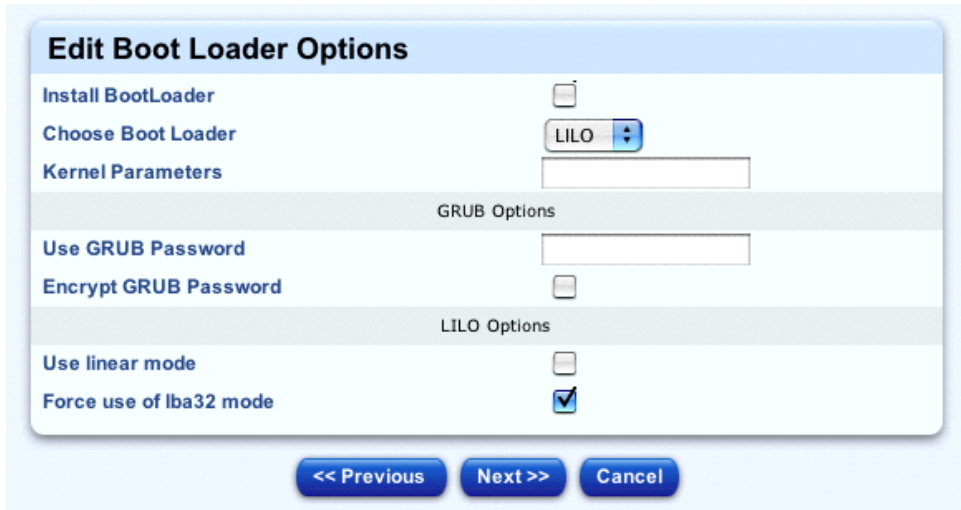 Edit Boot Loader Options
Install BootLoader
Choose Boot Loader LILO
Kernel Parameters
GRUB Options
Use GRUB Password
Encrypt GRUB Password
LILO Options
Use linear mode
Force use of lba32 mode
<< Previous Next >> Cancel